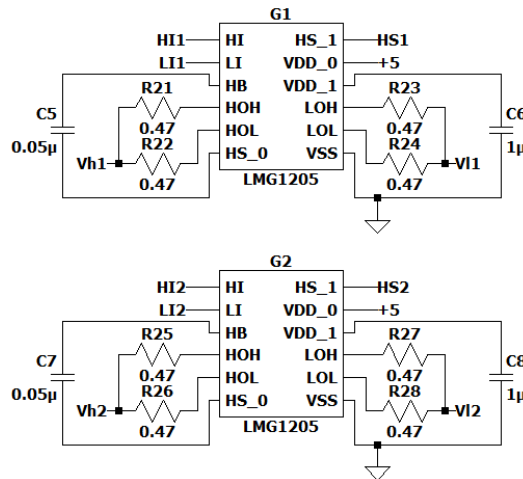 G1
HI1 HI HS_1 HS1
LI1 LI VDD_0 +5
HB VDD_1
R21 R23
C5 HOH LOH C6
0.47 0.47
0.05µ HOL LOL 1µ
R22 R24
Vh1 HS_0 VSS Vl1
0.47 0.47
LMG1205
G2
HI2 HI HS_1 HS2
LI2 LI VDD_0 +5
HB VDD_1
R25 R27
C7 HOH LOH C8
0.47 0.47
0.05µ HOL LOL 1µ
R26 R28
Vh2 HS_0 VSS Vl2
0.47 0.47
LMG1205